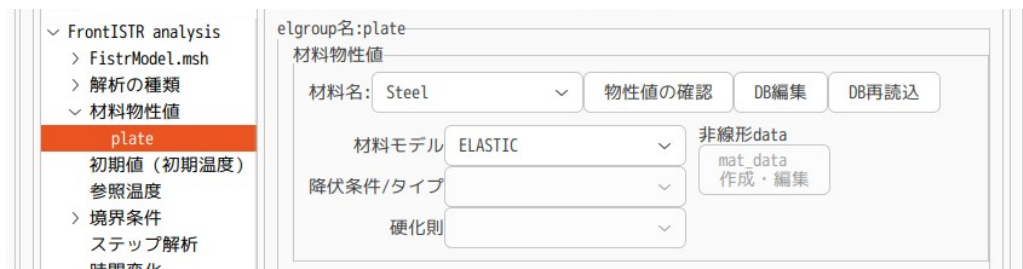 FrontISTR analysis
FistrModel.msh
解析の種類
材料物性値
plate
初期値（初期温度）
参照温度
境界条件
ステップ解析
時間変化
elgroup名:plate
材料物性値
材料名: Steel 物性値の確認 DB編集 DB再読込
材料モデル ELASTIC
非線形data
mat_data
作成・編集
降伏条件/タイプ
硬化則